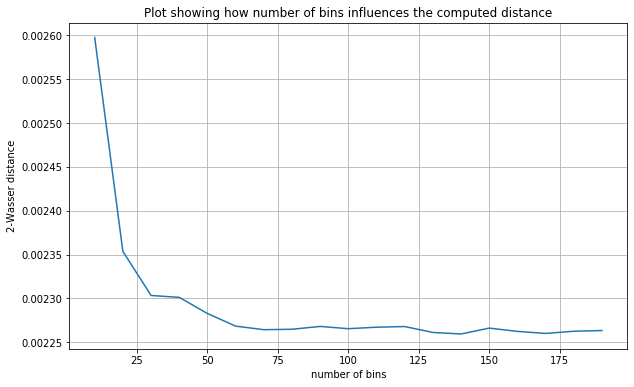 Plot showing how number of bins influences the computed distance
0.00260
0.00255
0.00250
0.00245
0.00240
0.00235
0.00230
0.00225
2-Wasser distance
25 50 75 100 125 150 175
number of bins